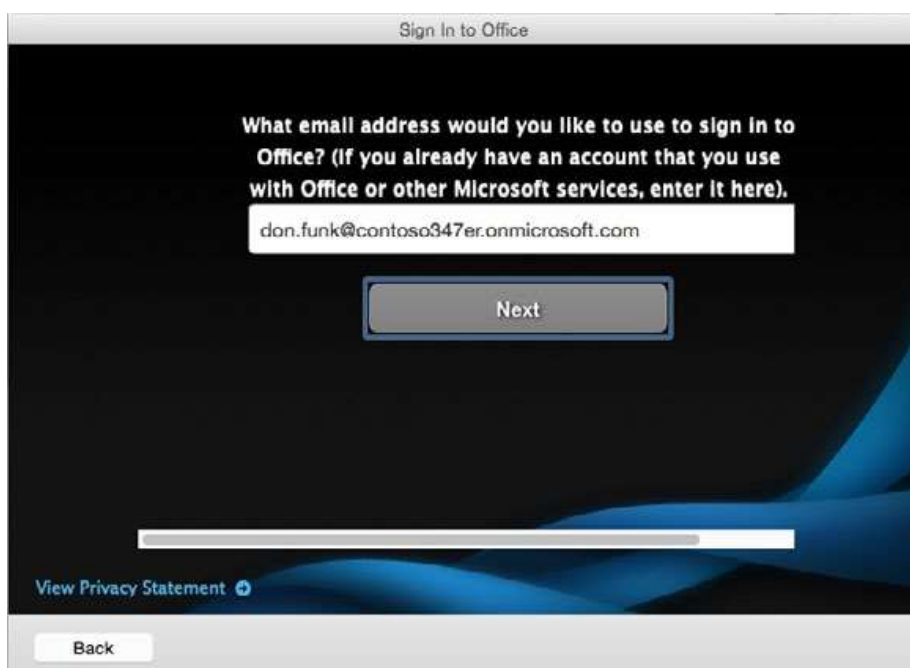 Sign In to Office
What email address would you like to use to sign in to
Office? (If you already have an account that you use
with Office or other Microsoft services, enter it here).
don.funk@contoso347er.onmicrosoft.com
Next
View Privacy Statement
Back